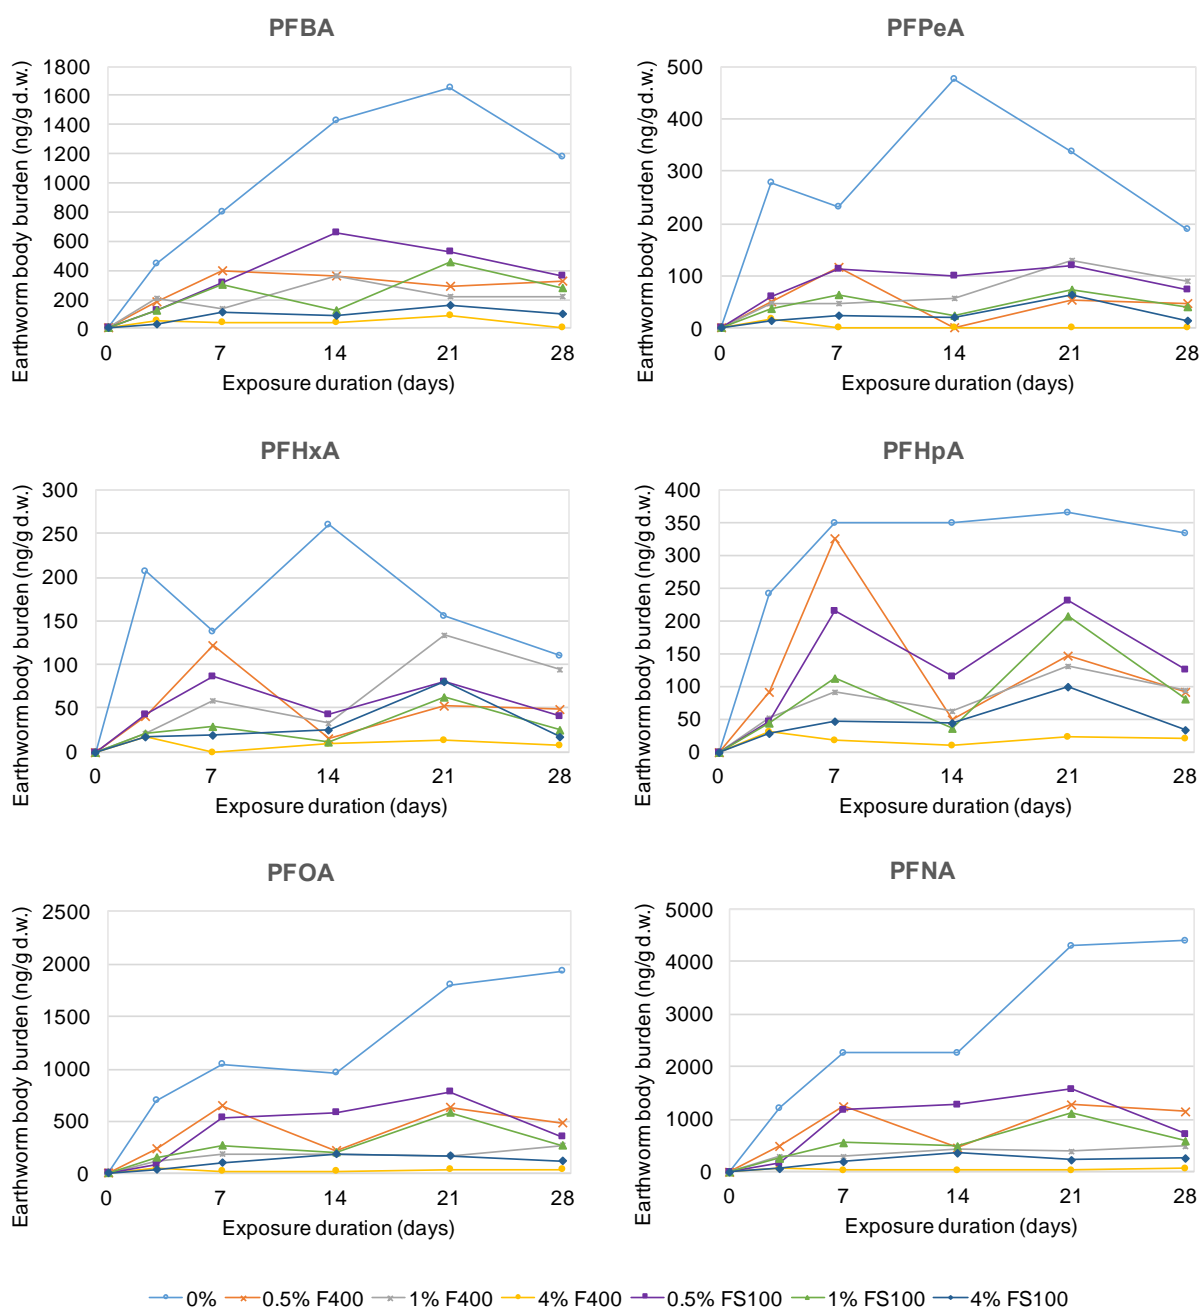 PFBA
Earthworm body burden (ng/g d.w.)
1800
1600
1400
1200
1000
800
600
400
200
0
0 7 14 21 28
Exposure duration (days)
PFPeA
Earthworm body burden (ng/g d.w.)
500
400
300
200
100
0
0 7 14 21 28
Exposure duration (days)
PFHxA
Earthworm body burden (ng/g d.w.)
300
250
200
150
100
50
0
0 7 14 21 28
Exposure duration (days)
PFHpA
Earthworm body burden (ng/g d.w.)
400
350
300
250
200
150
100
50
0
0 7 14 21 28
Exposure duration (days)
PFOA
Earthworm body burden (ng/g d.w.)
2500
2000
1500
1000
500
0
0 7 14 21 28
Exposure duration (days)
PFNA
Earthworm body burden (ng/g d.w.)
5000
4000
3000
2000
1000
0
0 7 14 21 28
Exposure duration (days)
0% 0.5% F400 1% F400 4% F400 0.5% FS100 1% FS100 4% FS100